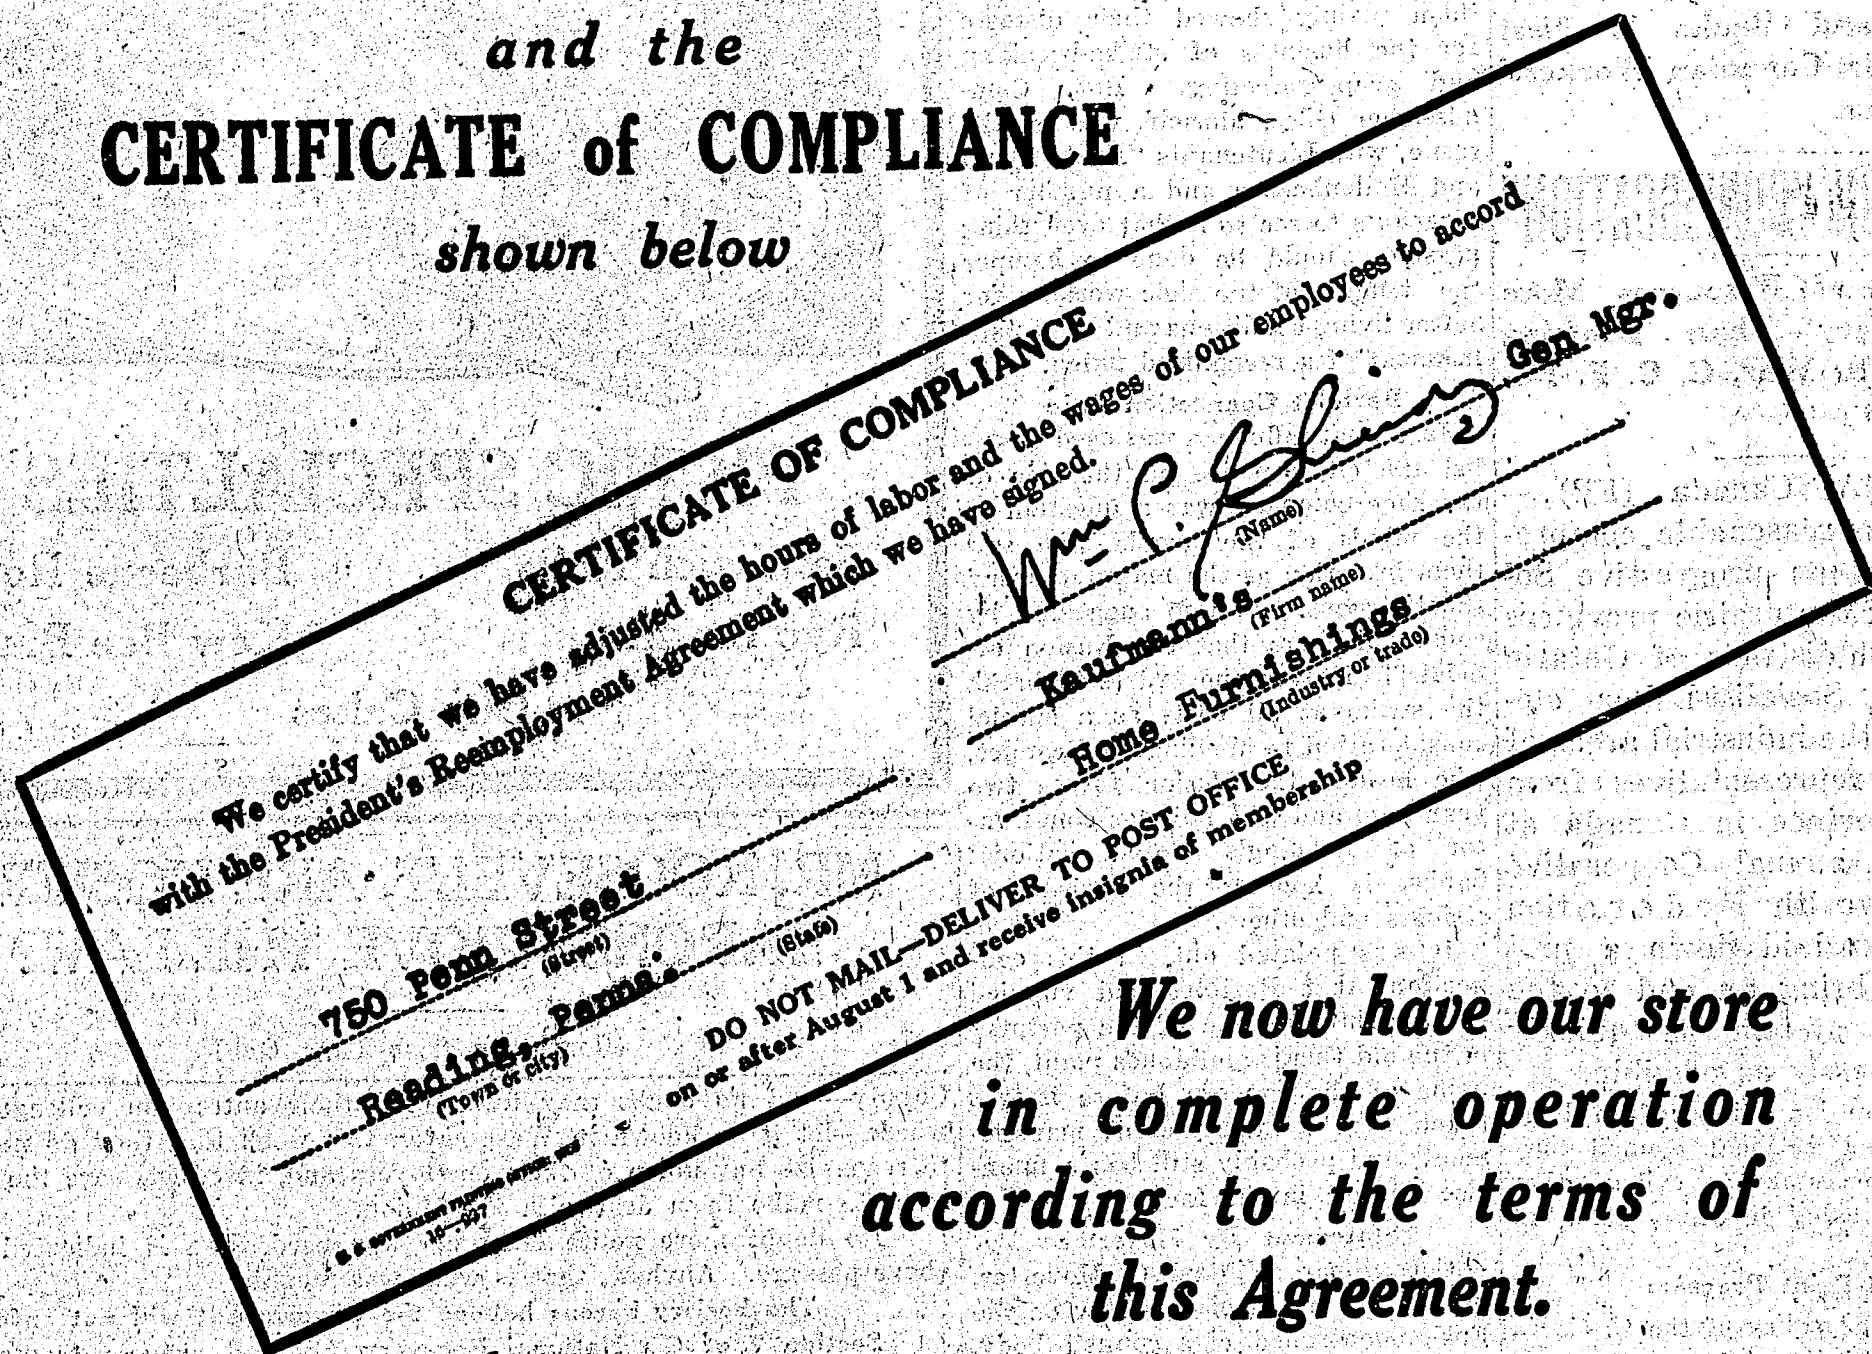 and the
CERTIFICATE of COMPLIANCE
shown below
CERTIFICATE OF COMPLIANCE
We certify that we have adjusted the hours of labor and the wages of our employees to accord
with the President's Reemployment Agreement which we have signed.
Wm C. Gen Mgr.
(Name)
Kaufmann's
(Firm name)
Home Furnishings
(Industry or trade)
750 Penn Street
(Street)
Reading, Penna.
(Town or city) (State)
DO NOT MAIL—DELIVER TO POST OFFICE
on or after August 1 and receive insignia of membership
U. S. GOVERNMENT PRINTING OFFICE:
We now have our store
in complete operation
according to the terms of
this Agreement.